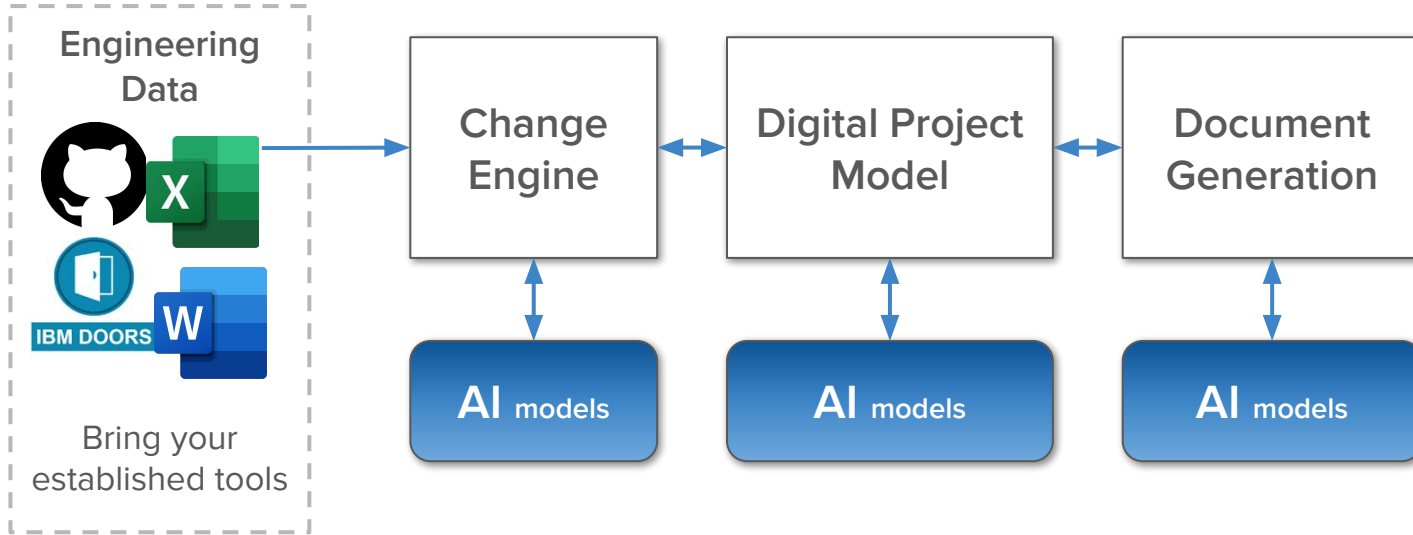 Engineering
Data
X
IBM DOORS
W
Bring your
established tools
Change
Engine
Digital Project
Model
Document
Generation
AI models
AI models
AI models